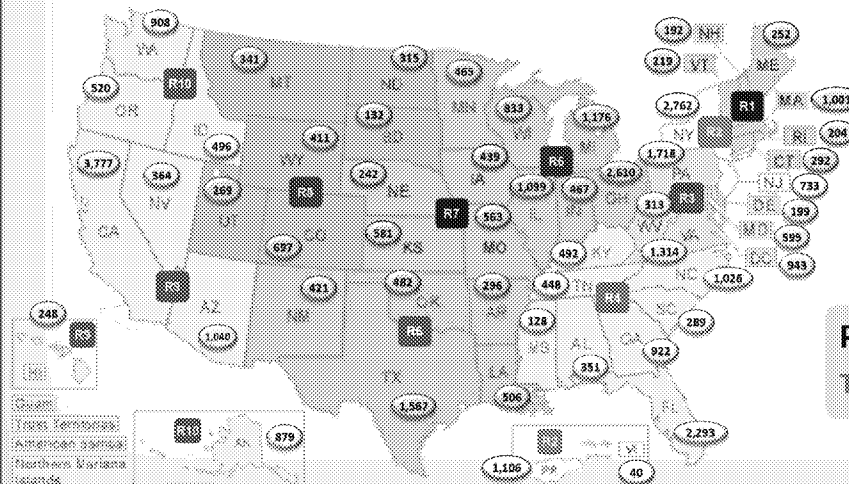 908
WA
192
NH
252
219
VT
ME
341
MT
315
ND
465
MN
R10
520
OR
2,762
NY
R1
MA
1,001
R2
RI
204
132
833
WI
1,176
MI
ID
496
411
WY
SD
439
IA
R6
1,718
PA
CT
292
3,777
CA
364
NV
269
UT
R8
242
NE
1,099
467
IN
2,610
OH
313
WV
R3
NJ
733
DE
199
R7
563
MO
VA
MD
599
697
CO
581
KS
492
KY
1,314
DC
943
R9
AZ
421
NM
482
OK
296
AR
448
TN
R4
NC
1,026
248
R9
HI
1,040
128
MS
SC
289
GA
922
AL
351
TX
LA
506
1,567
FL
2,293
Guam
Trust Territories
American Samoa
Northern Mariana
Islands
R10
AK
879
VI
1,106
PR
40